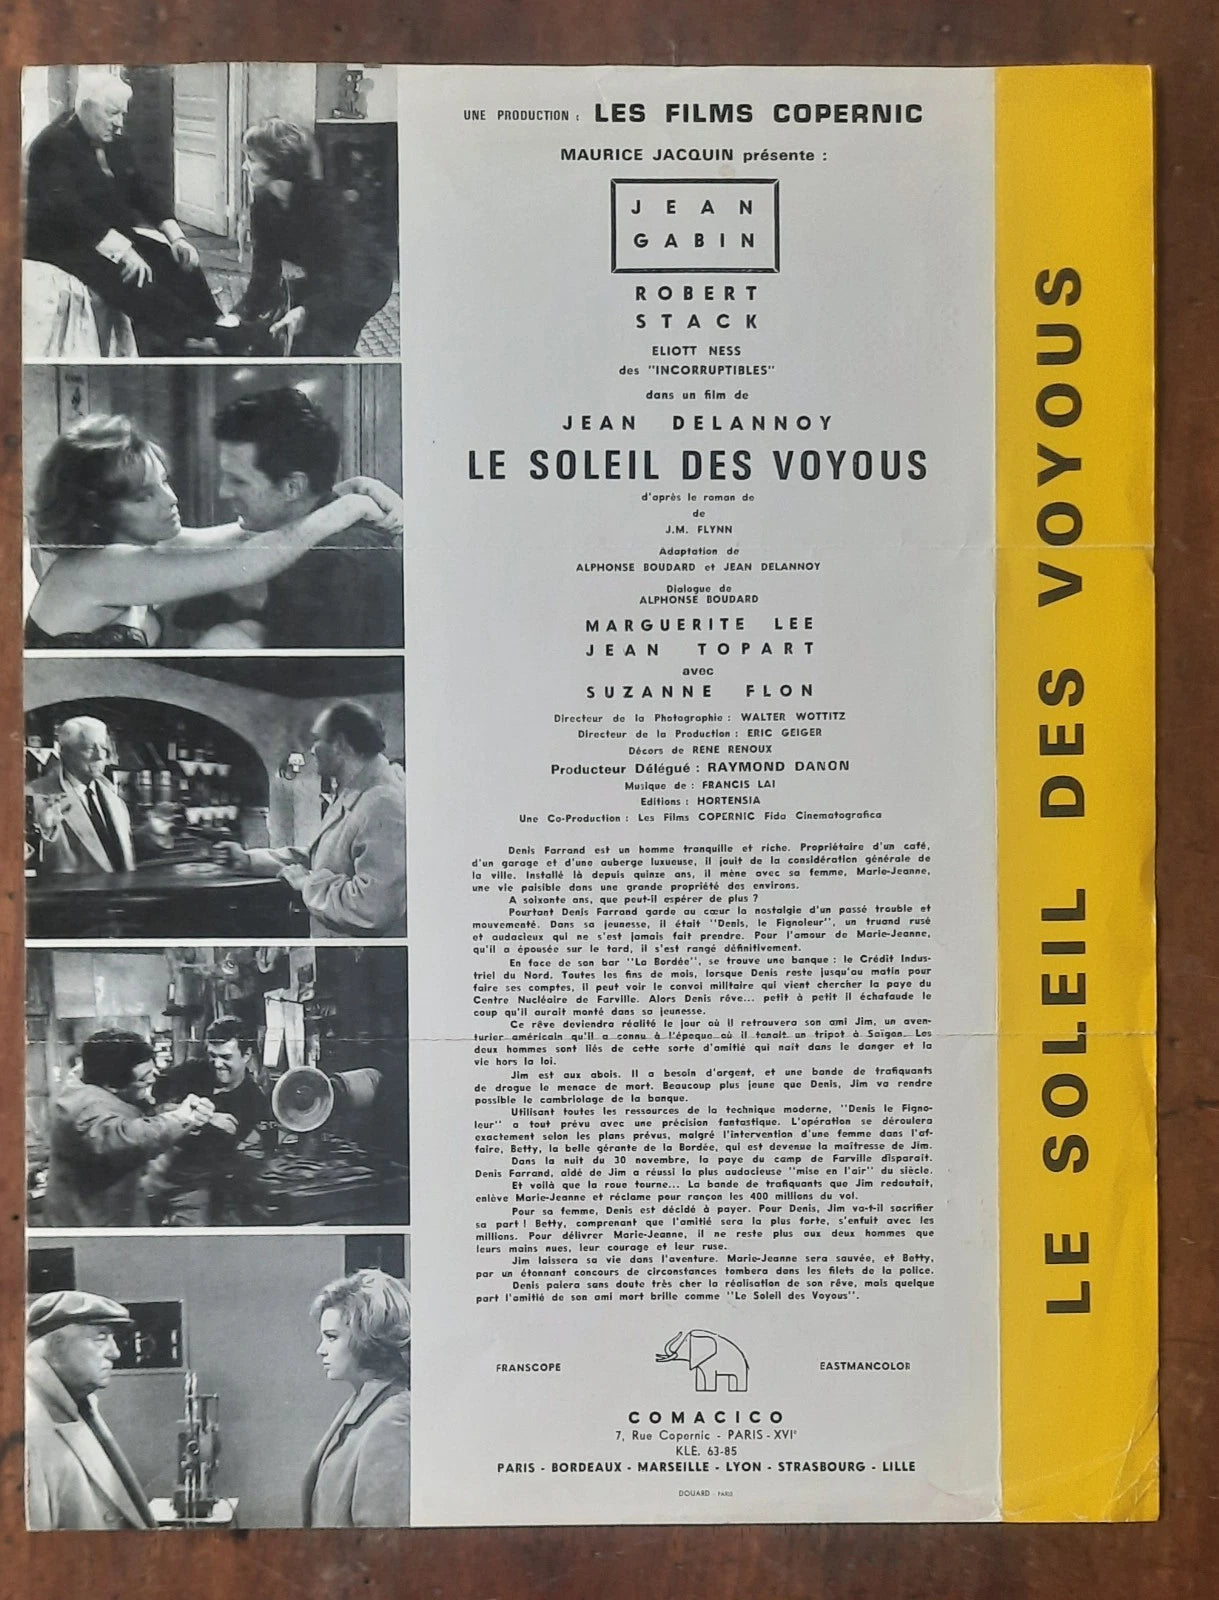 UNE PRODUCTION : LES FILMS COPERNIC
MAURICE JACQUIN présente :
JEAN
GABIN
ROBERT
STACK
ELIOTT NESS
des "INCORRUPTIBLES"
dans un film de
JEAN DELANNOY
LE SOLEIL DES VOYOUS
d'après le roman de
de
J.M. FLYNN
Adaptation de
ALPHONSE BOUDARD et JEAN DELANNOY
Dialogue de
ALPHONSE BOUDARD
MARGUERITE LEE
JEAN TOPART
avec
SUZANNE FLON
Directeur de la Photographie : WALTER WOTTITZ
Directeur de la Production : ERIC GEIGER
Décors de RENE RENOUX
Producteur Délégué : RAYMOND DANON
Musique de : FRANCIS LAI
Editions : HORTENSIA
Une Co-Production : Les Films COPERNIC Fida Cinematografica
Denis Farrand est un homme tranquille et riche. Propriétaire d'un café,
d'un garage et d'une auberge luxueuse, il jouit de la considération générale de
la ville. Installé là depuis quinze ans, il mène avec sa femme, Marie-Jeanne,
une vie paisible dans une grande propriété des environs.
A soixante ans, que peut-il espérer de plus ?
Pourtant Denis Farrand garde au cœur la nostalgie d'un passé trouble et
mouvementé. Dans sa jeunesse, il était "Denis, le Fignoleur", un truand rusé
et audacieux qui ne s'est jamais fait prendre. Pour l'amour de Marie-Jeanne,
qu'il a épousée sur le tard, il s'est rangé définitivement.
En face de son bar "La Bordée", se trouve une banque : le Crédit Indus-
triel du Nord. Toutes les fins de mois, lorsque Denis reste jusqu'au matin pour
faire ses comptes, il peut voir le convoi militaire qui vient chercher la paye du
Centre Nucléaire de Farville. Alors Denis rêve... petit à petit il échafaude le
coup qu'il aurait monté dans sa jeunesse.
Ce rêve deviendra réalité le jour où il retrouvera son ami Jim, un aven-
turier américain qu'il a connu à l'époque où il tenait un tripot à Saïgon. Les
deux hommes sont liés de cette sorte d'amitié qui nait dans le danger et la
vie hors la loi.
Jim est aux abois. Il a besoin d'argent, et une bande de trafiquants
de drogue le menace de mort. Beaucoup plus jeune que Denis, Jim va rendre
possible le cambriolage de la banque.
Utilisant toutes les ressources de la technique moderne, "Denis le Figno-
leur" a tout prévu avec une précision fantastique. L'opération se déroulera
exactement selon les plans prévus, malgré l'intervention d'une femme dans l'af-
faire, Betty, la belle gérante de la Bordée, qui est devenue la maîtresse de Jim.
Dans la nuit du 30 novembre, la paye du camp de Farville disparait.
Denis Farrand, aidé de Jim a réussi la plus audacieuse "mise en l'air" du siècle.
Et voilà que la roue tourne... La bande de trafiquants que Jim redoutait,
enlève Marie-Jeanne et réclame pour rançon les 400 millions du vol.
Pour sa femme, Denis est décidé à payer. Pour Denis, Jim va-t-il sacrifier
sa part ! Betty, comprenant que l'amitié sera la plus forte, s'enfuit avec les
millions. Pour délivrer Marie-Jeanne, il ne reste plus aux deux hommes que
leurs mains nues, leur courage et leur ruse.
Jim laissera sa vie dans l'aventure. Marie-Jeanne sera sauvée, et Betty,
par un étonnant concours de circonstances tombera dans les filets de la police.
Denis paiera sans doute très cher la réalisation de son rêve, mais quelque
part l'amitié de son ami mort brille comme "Le Soleil des Voyous".
FRANSCOPE
EASTMANCOLOR
COMACICO
7, Rue Copernic - PARIS - XVIe
KLE. 63-85
PARIS - BORDEAUX - MARSEILLE - LYON - STRASBOURG - LILLE
DOUARD - PARIS
LE SOLEIL DES VOYOUS